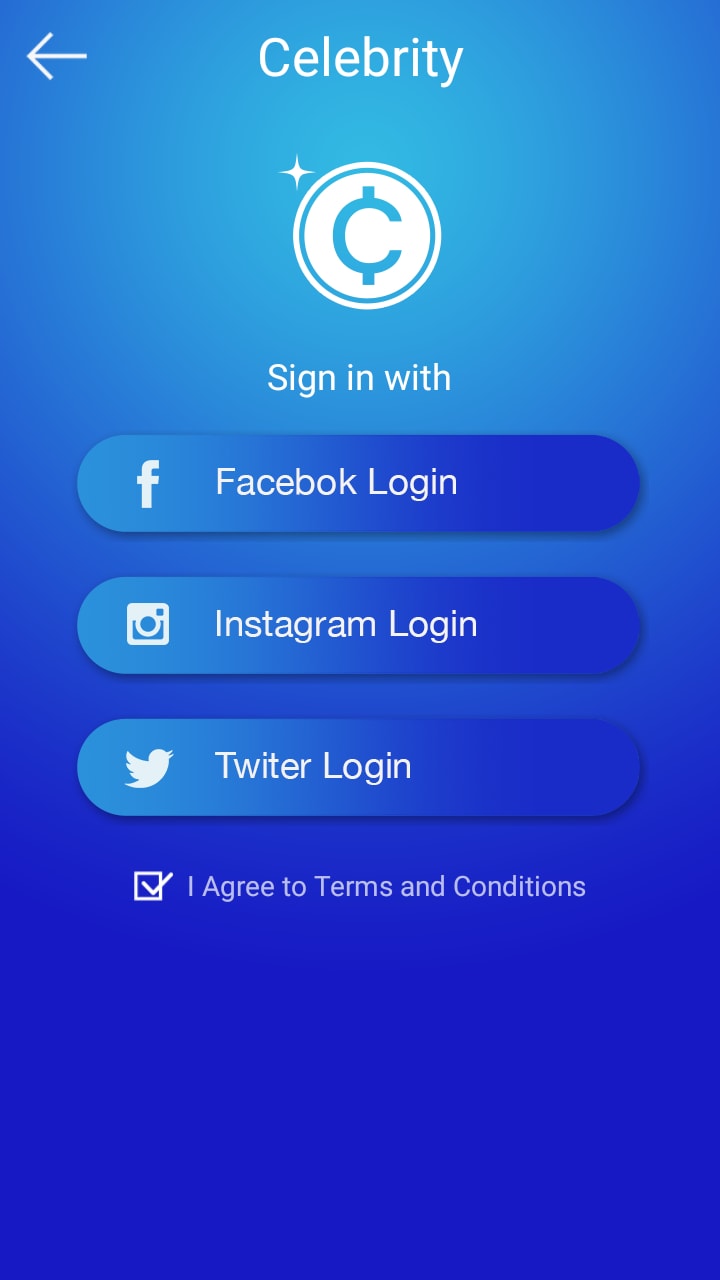 Celebrity
Sign in with
Facebok Login
Instagram Login
Twiter Login
I Agree to Terms and Conditions